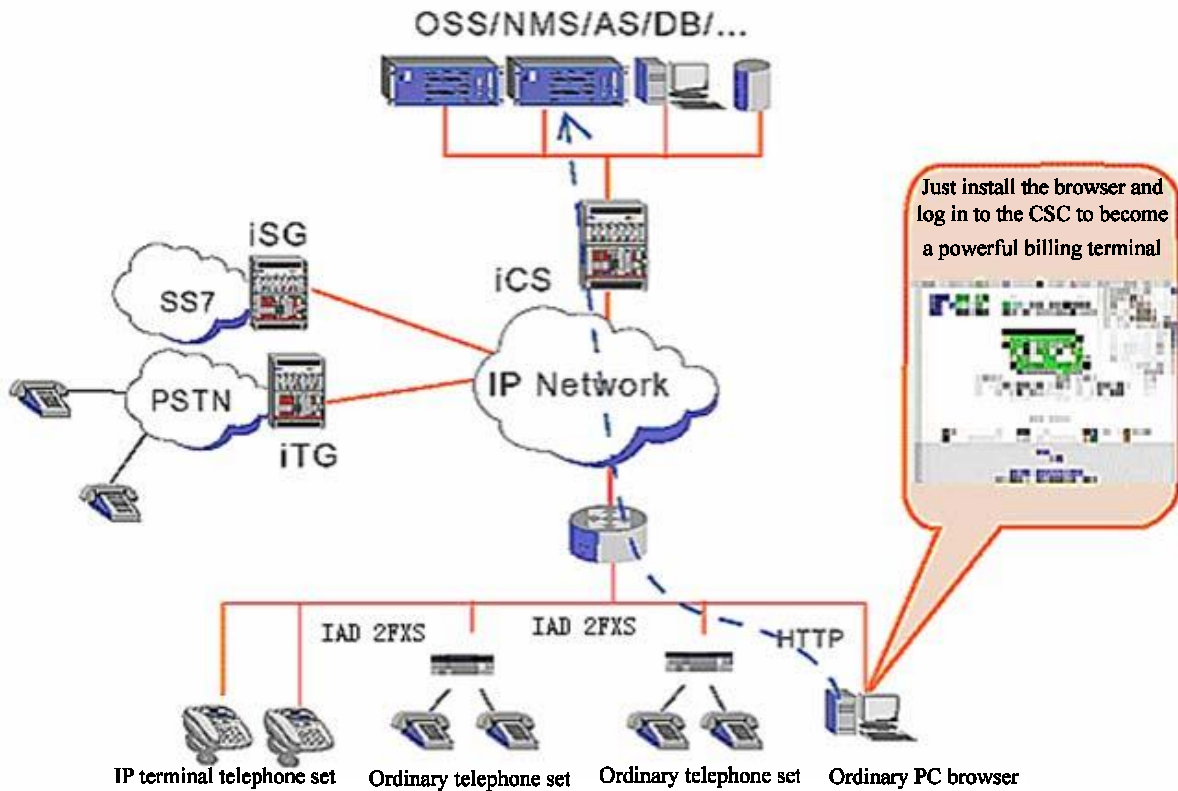 OSS/NMS/AS/DB/...
Just install the browser and
log in to the CSC to become
a powerful billing terminal
iSG
SS7
iCS
PSTN
iTG
IP Network
IAD 2FXS
IAD 2FXS
HTTP
IP terminal telephone set
Ordinary telephone set
Ordinary telephone set
Ordinary PC browser